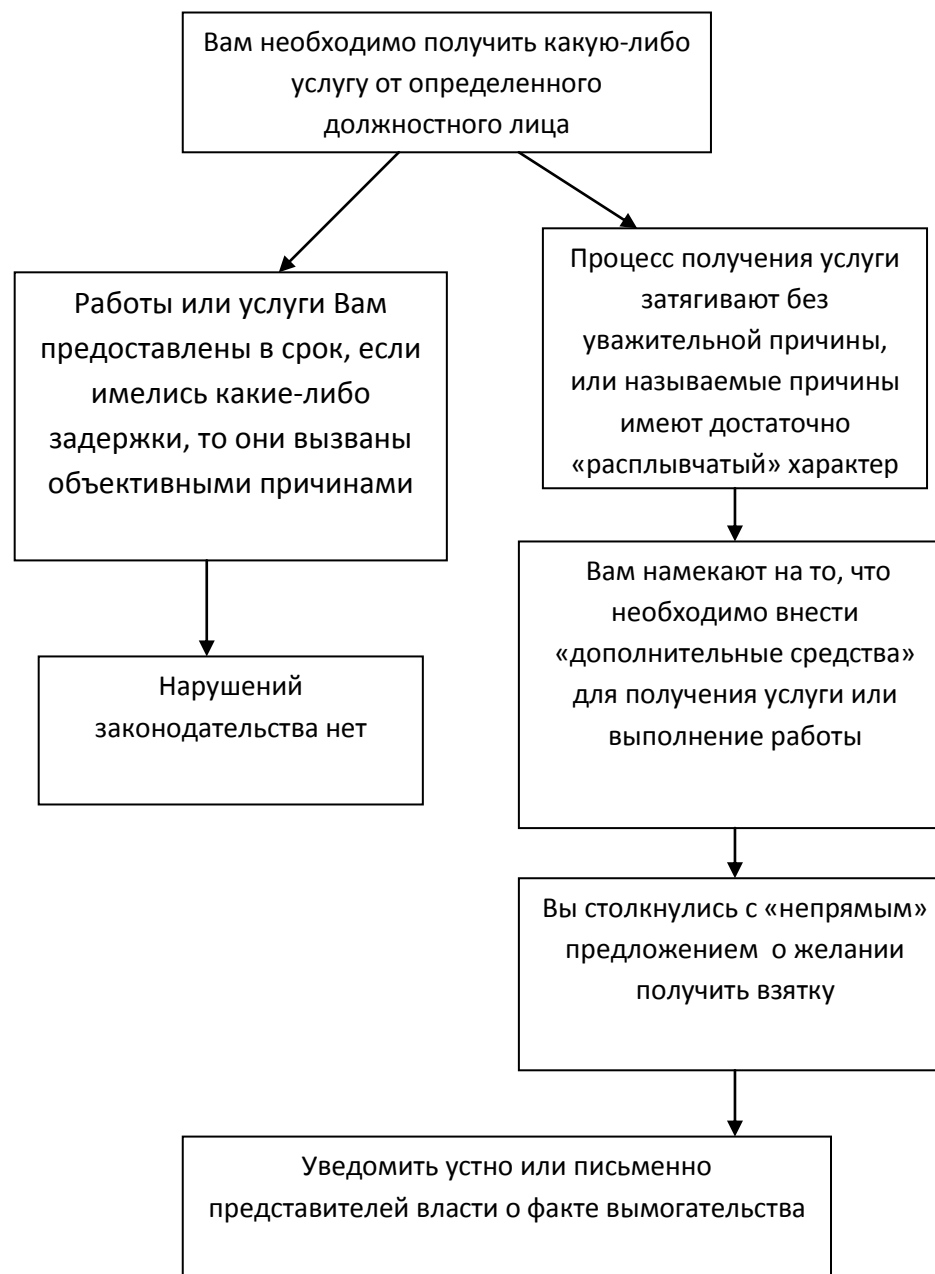 Вам необходимо получить какую-либо
услугу от определенного
должностного лица
Работы или услуги Вам
предоставлены в срок, если
имелись какие-либо
задержки, то они вызваны
объективными причинами
Нарушений
законодательства нет
Процесс получения услуги
затягивают без
уважительной причины,
или называемые причины
имеют достаточно
«расплывчатый» характер
Вам намекают на то, что
необходимо внести
«дополнительные средства»
для получения услуги или
выполнение работы
Вы столкнулись с «непрямым»
предложением о желании
получить взятку
Уведомить устно или письменно
представителей власти о факте вымогательства